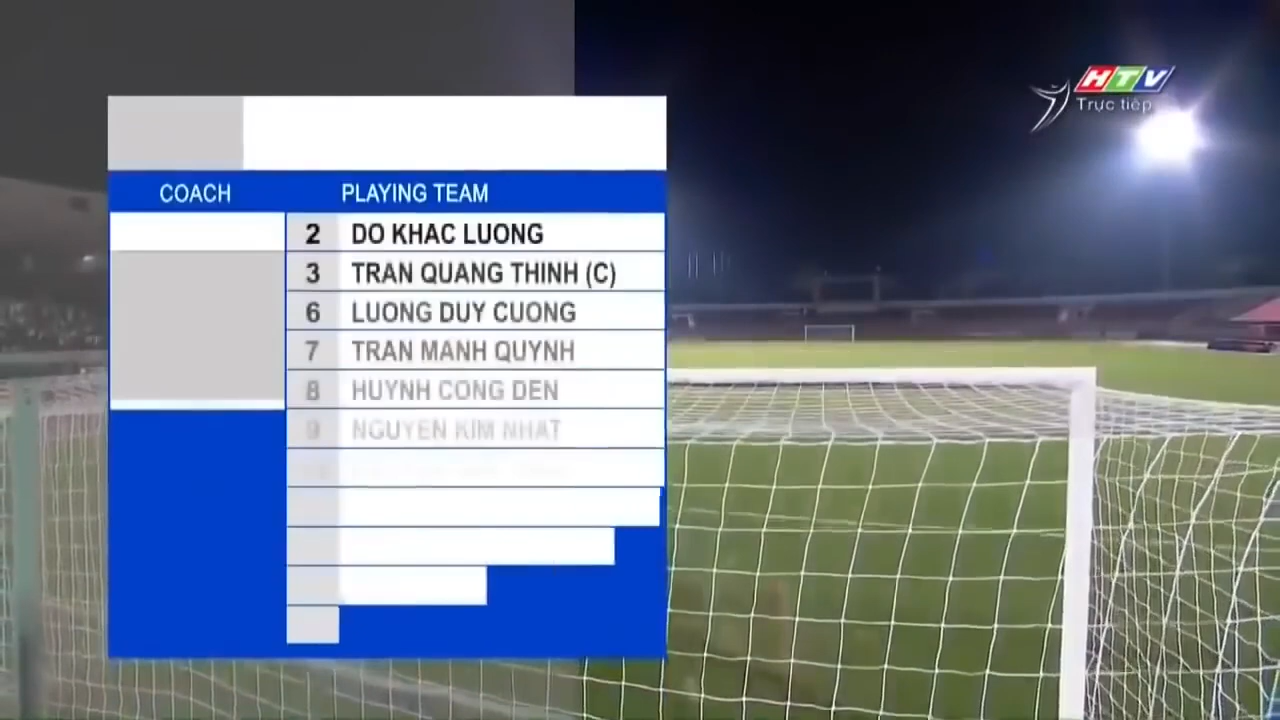 HTV
Trực tiếp
COACH PLAYING TEAM
2 DO KHAC LUONG
3 TRAN QUANG THINH (C)
6 LUONG DUY CUONG
7 TRAN MANH QUYNH
8 HUYNH CONG DEN
9 NGUYEN KIM NHAT